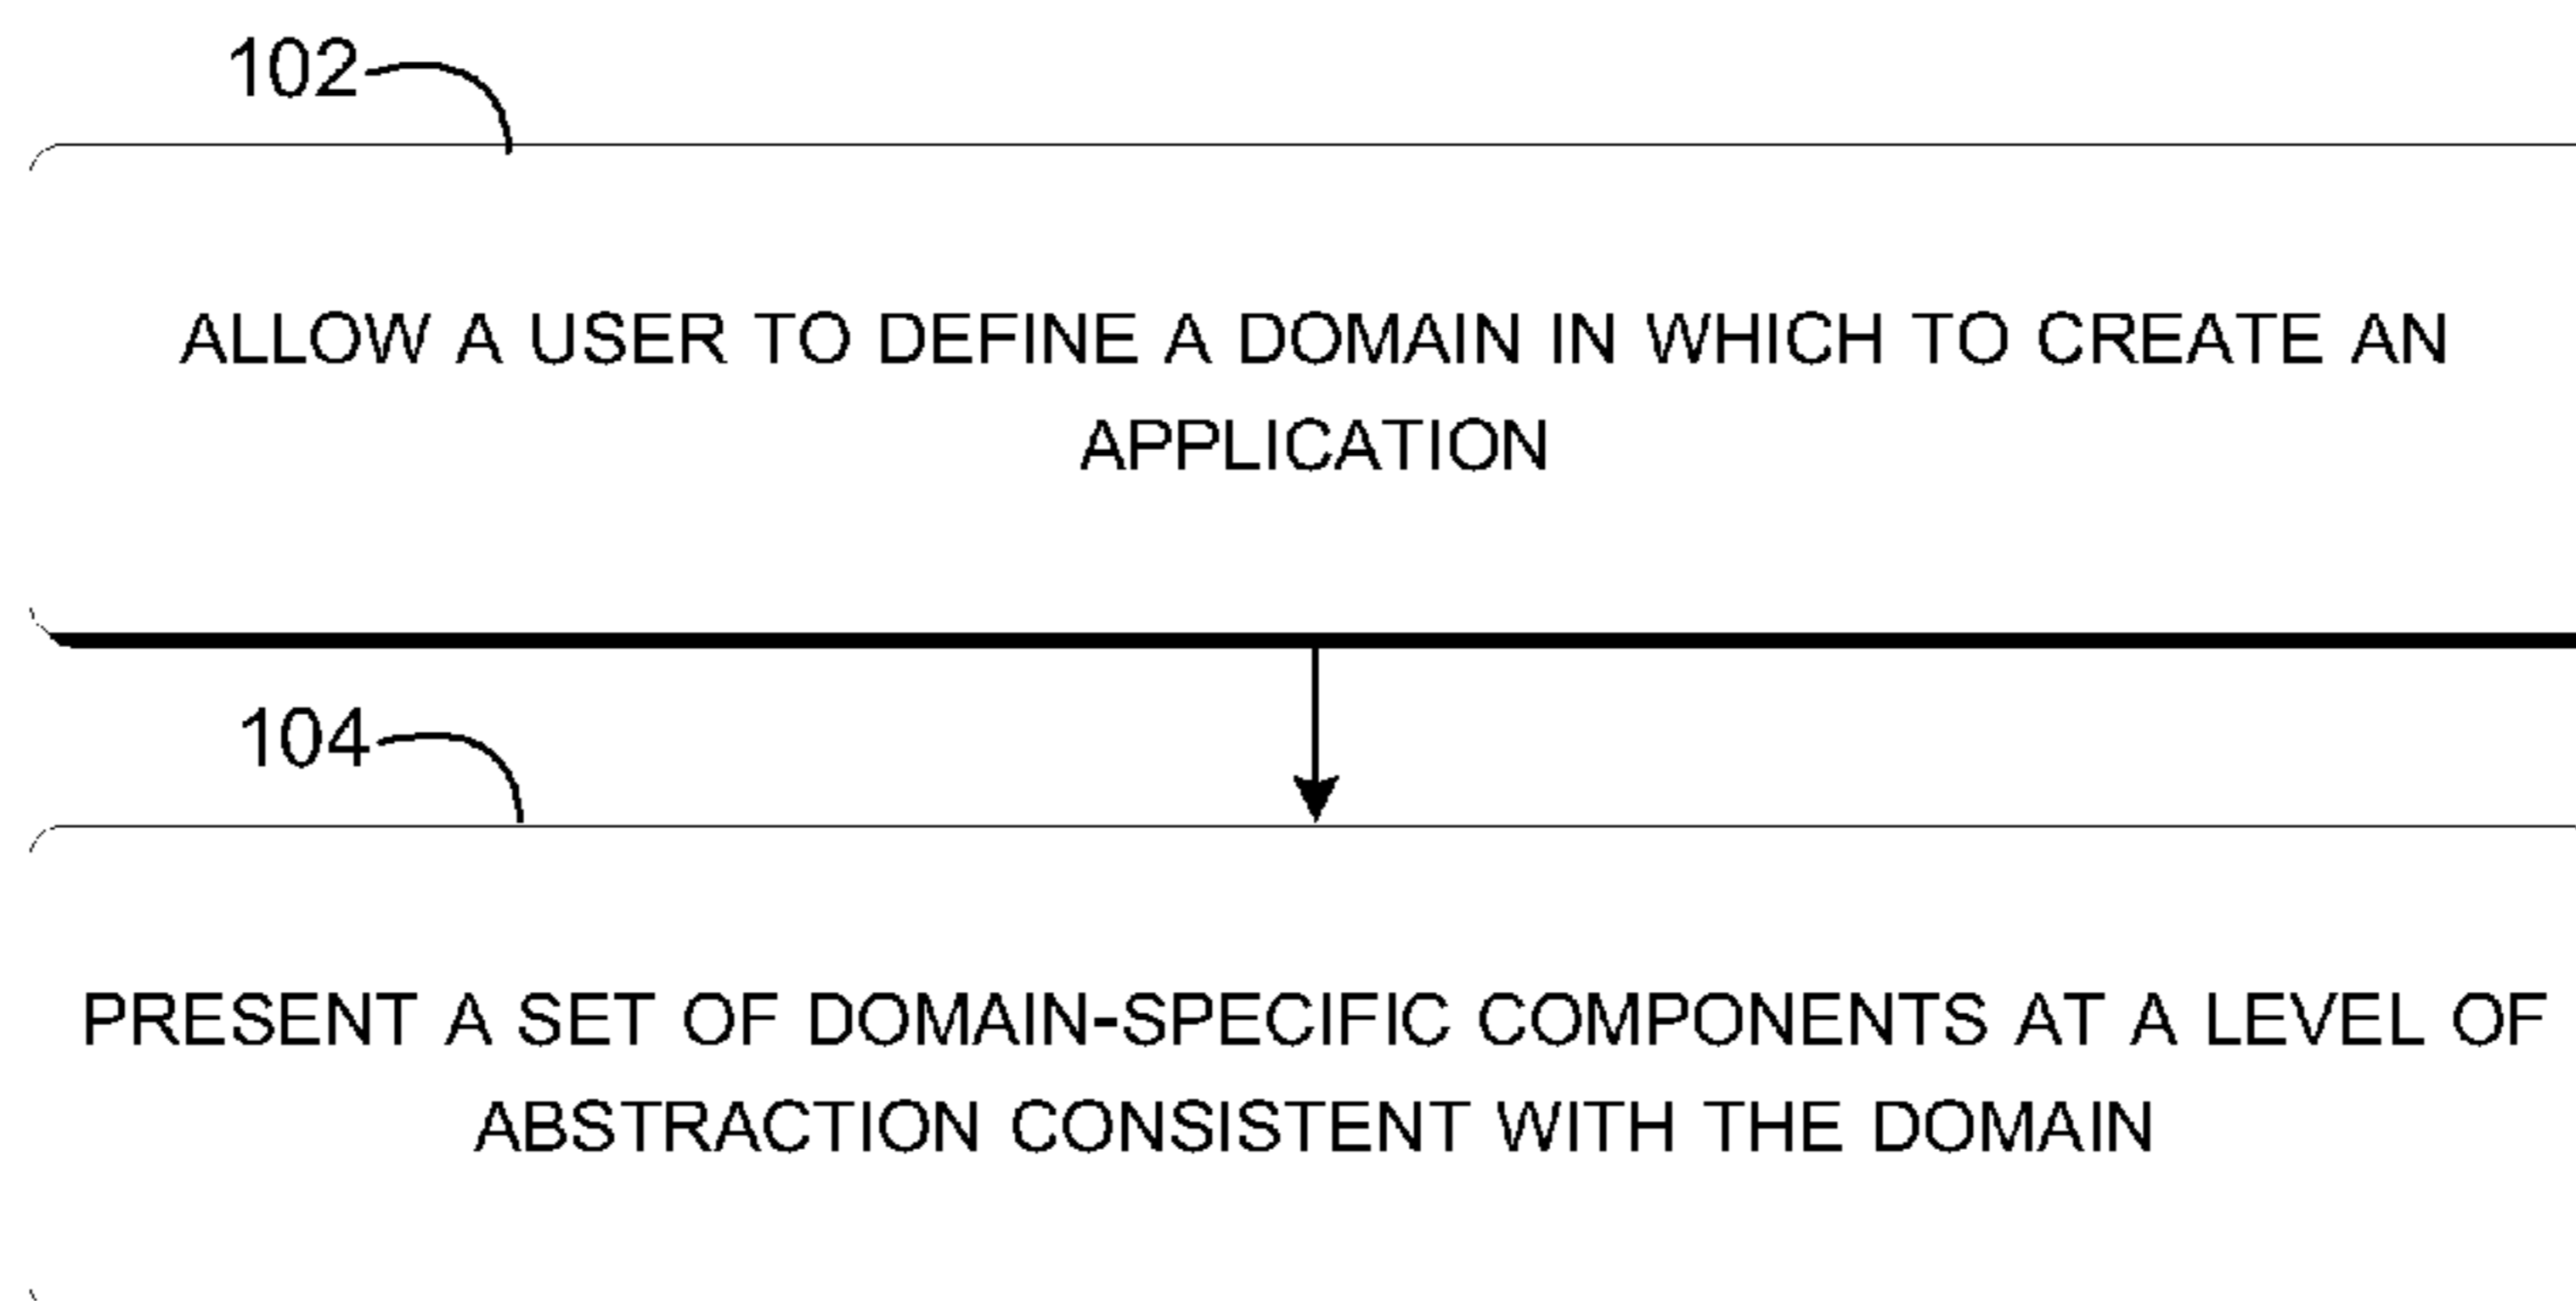 102
ALLOW A USER TO DEFINE A DOMAIN IN WHICH TO CREATE AN
APPLICATION
104
PRESENT A SET OF DOMAIN-SPECIFIC COMPONENTS AT A LEVEL OF
ABSTRACTION CONSISTENT WITH THE DOMAIN